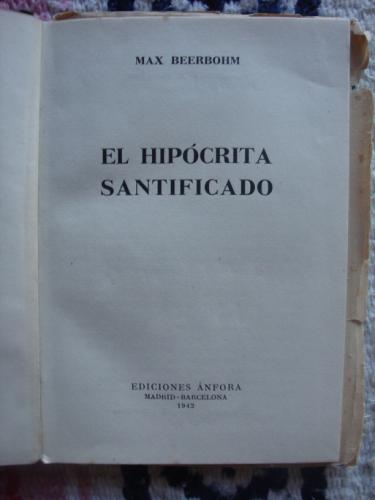 MAX BEERBOHM
EL HIPÓCRITA
SANTIFICADO
EDICIONES ÁNFORA
MADRID-BARCELONA
1942